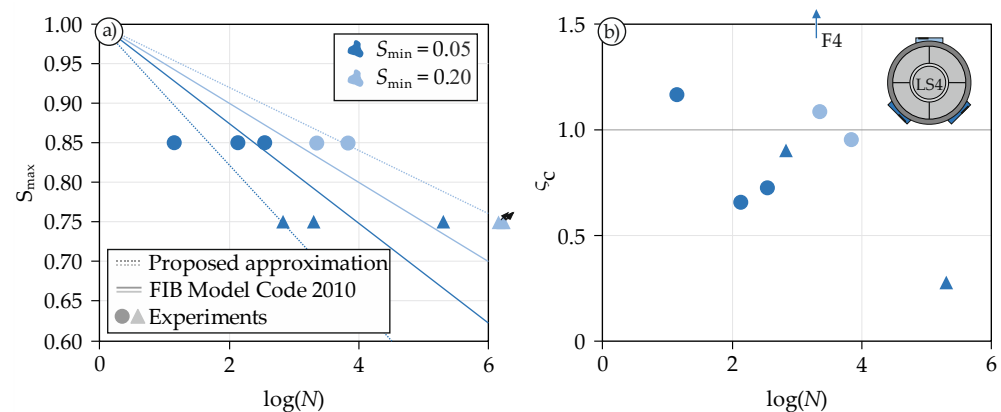 a)
1.00
0.95
0.90
0.85
0.80
0.75
0.70
0.65
0.60
S_max
S_min = 0.05
S_min = 0.20
Proposed approximation
FIB Model Code 2010
Experiments
0 2 4 6
log(N)
b)
1.5
1.0
0.5
0
ςc
F4
LS4
0 2 4 6
log(N)